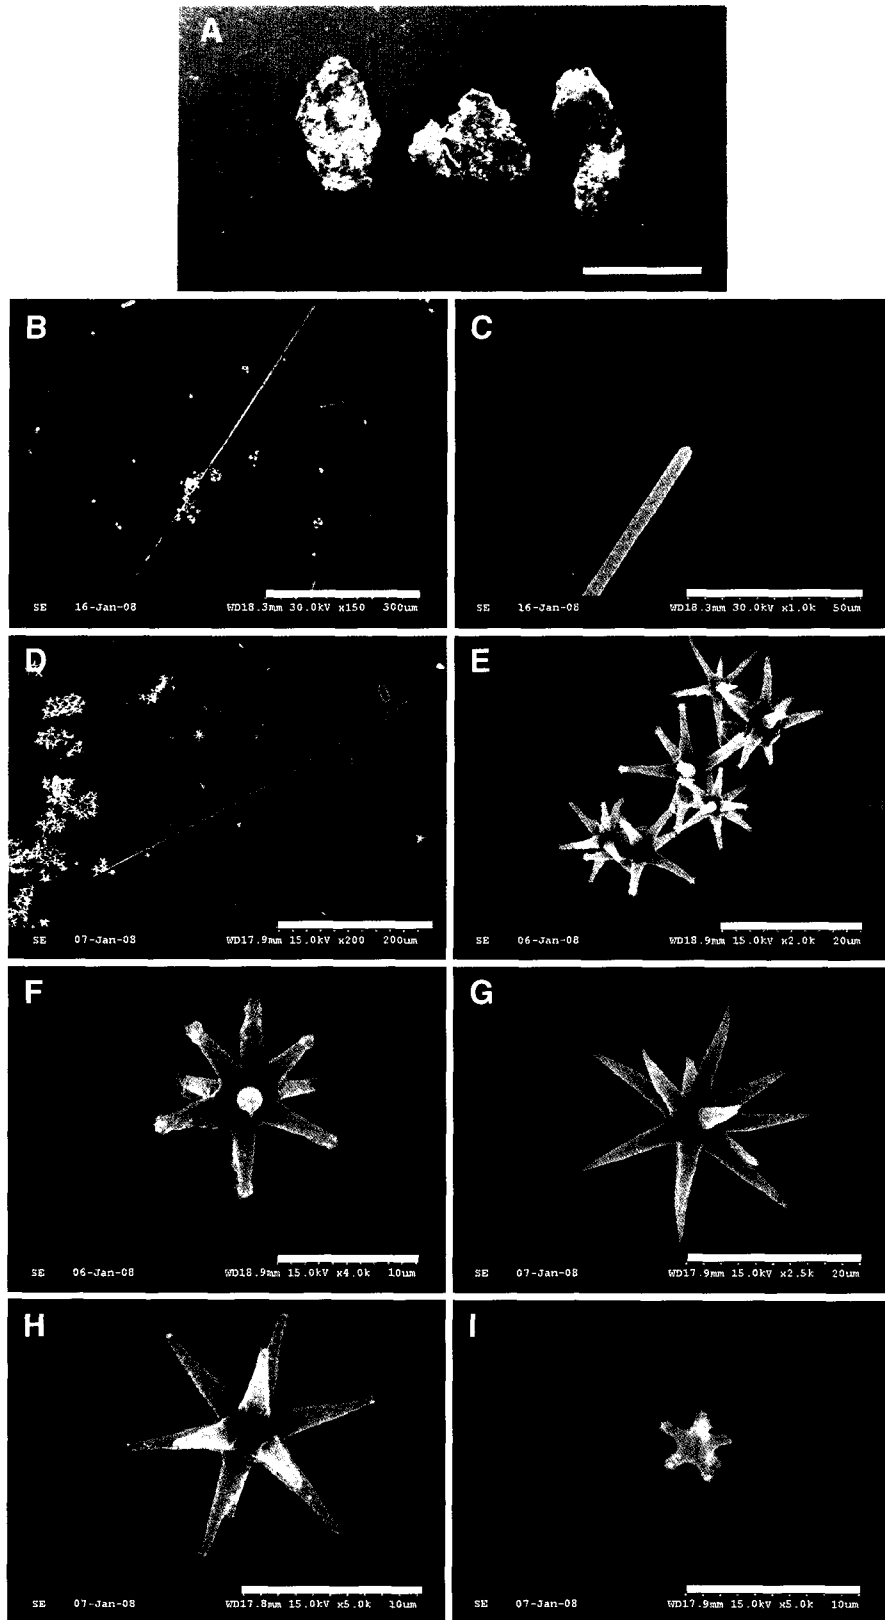 A
B
SE 16-Jan-08 WD18.3mm 30.0kV x150 300um
C
SE 16-Jan-08 WD18.3mm 30.0kV x1.0k 50um
D
SE 07-Jan-08 WD17.9mm 15.0kV x200 200um
E
SE 06-Jan-08 WD18.9mm 15.0kV x2.0k 20um
F
SE 06-Jan-08 WD18.9mm 15.0kV x4.0k 10um
G
SE 07-Jan-08 WD17.9mm 15.0kV x2.5k 20um
H
SE 07-Jan-08 WD17.8mm 15.0kV x5.0k 10um
I
SE 07-Jan-08 WD17.9mm 15.0kV x5.0k 10um